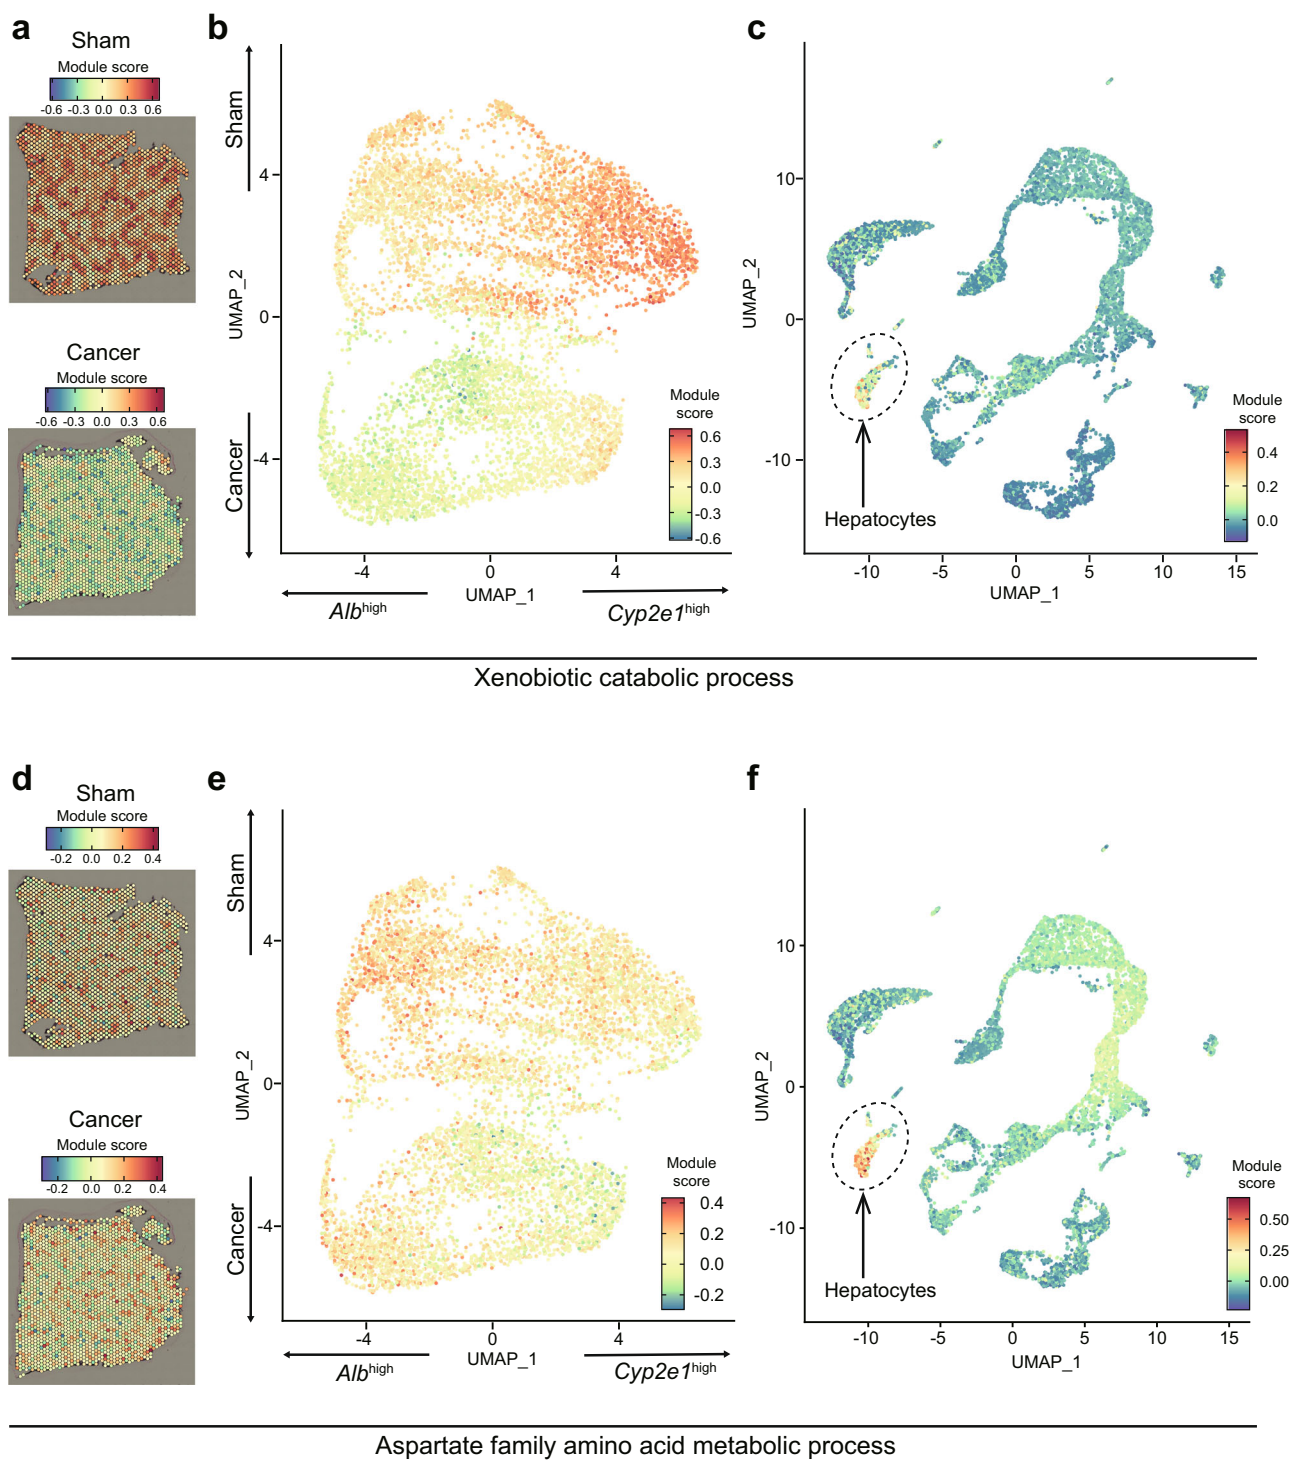 a
Sham
Module score
-0.6 -0.3 0.0 0.3 0.6
Cancer
Module score
-0.6 -0.3 0.0 0.3 0.6
b
Sham
Cancer
UMAP_2
4
0
-4
Module
score
0.6
0.3
0.0
-0.3
-0.6
-4 0 4
UMAP_1
Alb^high
Cyp2e1^high
c
UMAP_2
10
0
-10
Hepatocytes
Module
score
0.4
0.2
0.0
-10 -5 0 5 10 15
UMAP_1
Xenobiotic catabolic process
d
Sham
Module score
-0.2 0.0 0.2 0.4
Cancer
Module score
-0.2 0.0 0.2 0.4
e
Sham
Cancer
UMAP_2
4
0
-4
Module
score
0.4
0.2
0.0
-0.2
-4 0 4
UMAP_1
Alb^high
Cyp2e1^high
f
UMAP_2
10
0
-10
Hepatocytes
Module
score
0.50
0.25
0.00
-10 -5 0 5 10 15
UMAP_1
Aspartate family amino acid metabolic process